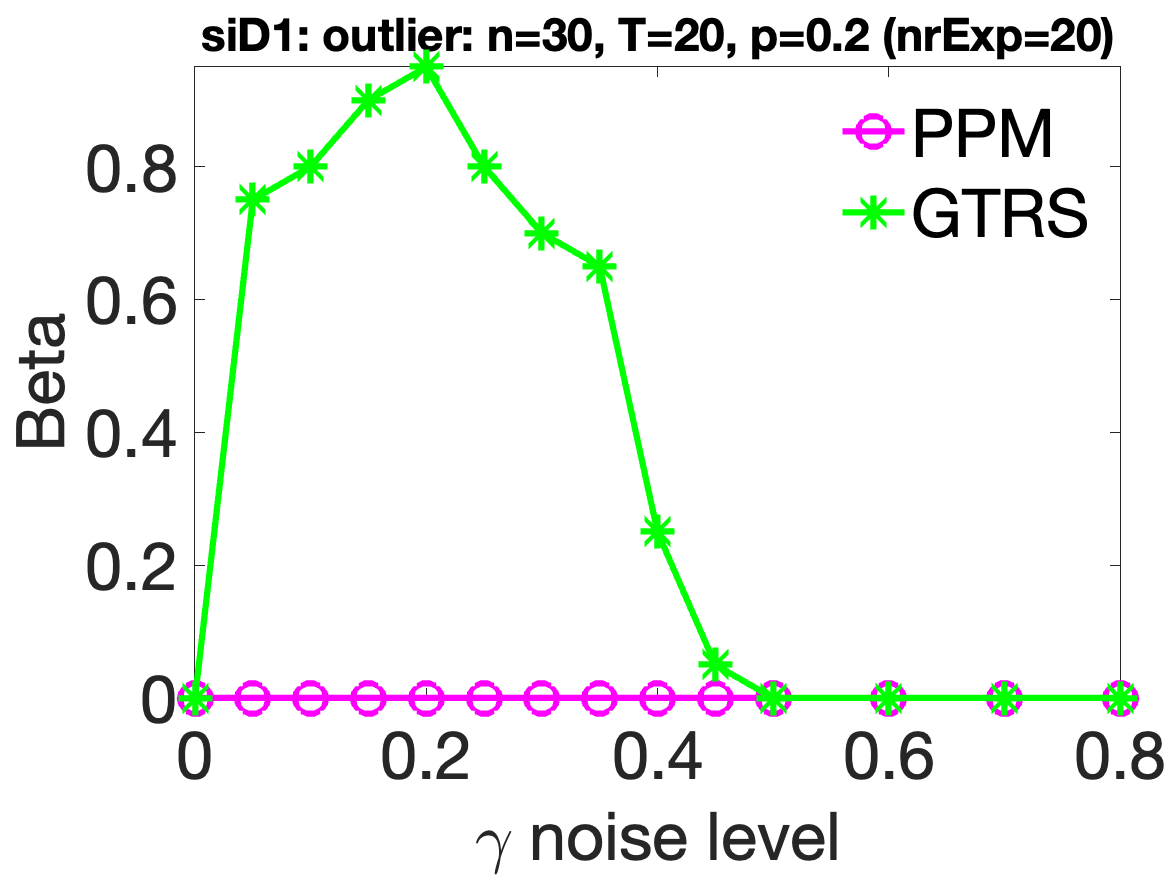 siD1: outlier: n=30, T=20, p=0.2 (nrExp=20)
PPM
GTRS
Beta
0.8
0.6
0.4
0.2
0
0 0.2 0.4 0.6 0.8
γ noise level